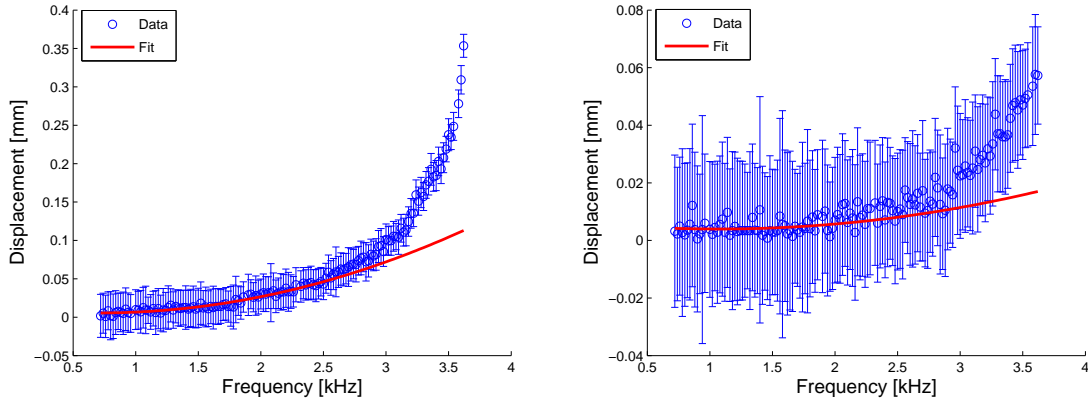 0.4
0.35
0.3
0.25
0.2
0.15
0.1
0.05
0
−0.05
0.5 1 1.5 2 2.5 3 3.5 4
Frequency [kHz]
Displacement [mm]
Data
Fit
0.08
0.06
0.04
0.02
0
−0.02
−0.04
0.5 1 1.5 2 2.5 3 3.5 4
Frequency [kHz]
Displacement [mm]
Data
Fit